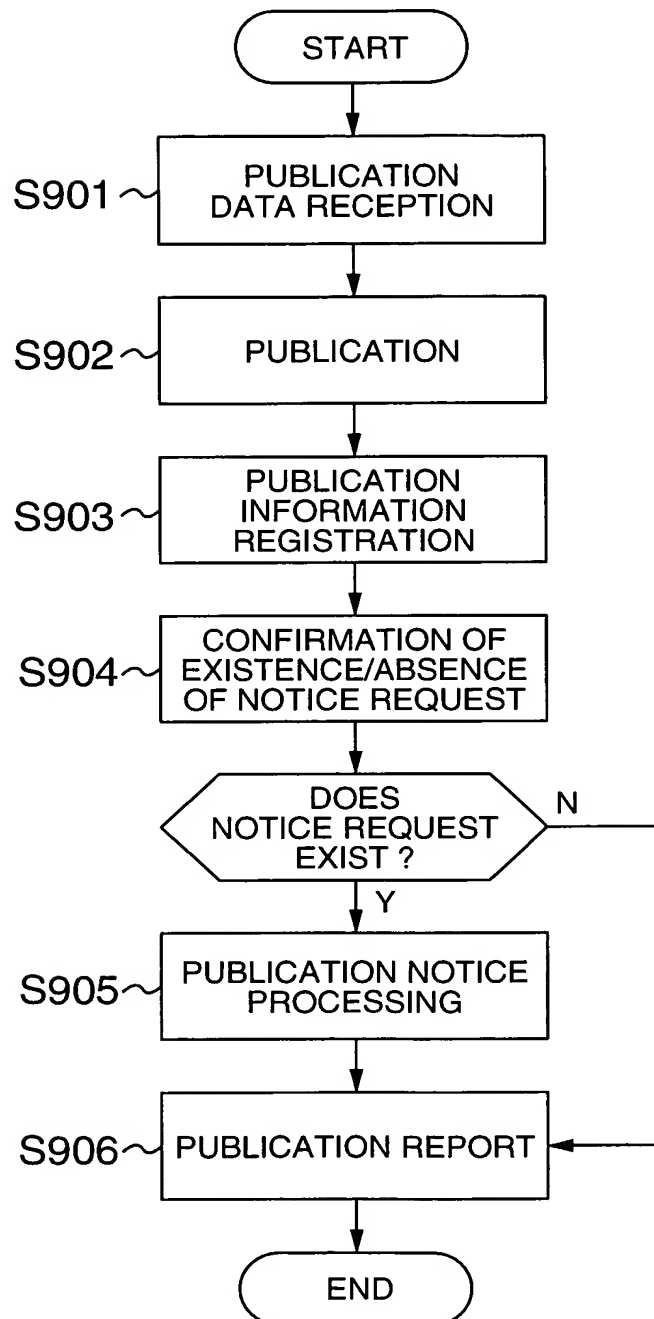 START
S901
PUBLICATION
DATA RECEPTION
S902
PUBLICATION
S903
PUBLICATION
INFORMATION
REGISTRATION
S904
CONFIRMATION OF
EXISTENCE/ABSENCE
OF NOTICE REQUEST
DOES
NOTICE REQUEST
EXIST ?
N
Y
S905
PUBLICATION NOTICE
PROCESSING
S906
PUBLICATION REPORT
END